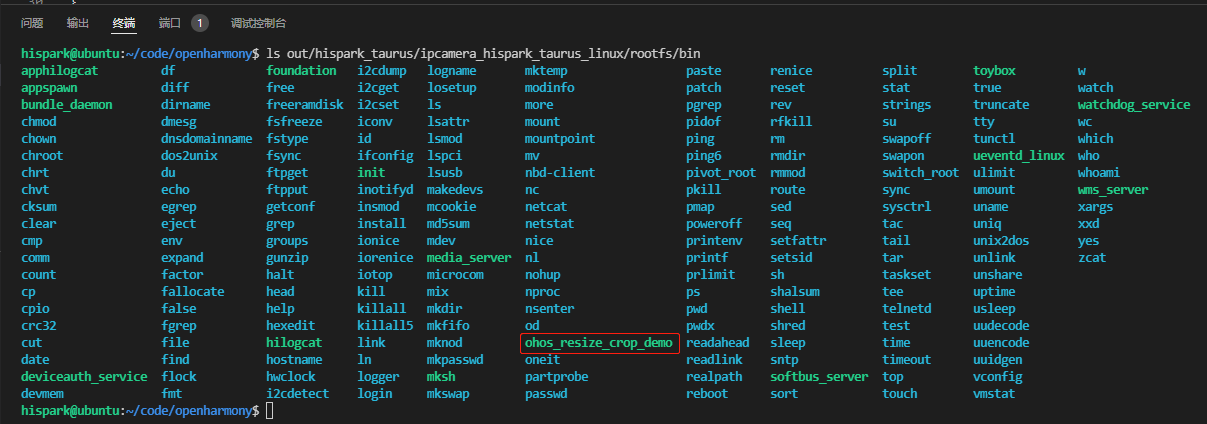 问题 输出 终端 端口 1 调试控制台
hispark@ubuntu:~/code/openharmony$ ls out/hispark_taurus/ipcamera_hispark_taurus_linux/rootfs/bin
apphilogcat df foundation i2cdump logname mktemp paste renice split toybox w
appspawn diff free i2cget losetup modinfo patch reset stat true watch
bundle_daemon dirname freeramdisk i2cset ls more pgrep rev strings truncate watchdog_service
chmod dmesg fsfreeze iconv lsattr mount pidof rfkill su tty wc
chown dnsdomainname fstype id lsmod mountpoint ping rm swapoff tunctl which
chroot dos2unix fsync ifconfig lspci mv ping6 rmdir swapon ueventd_linux who
chrt du ftpget init lsusb nbd-client pivot_root rmmod switch_root ulimit whoami
chvt echo ftpput inotifyd makedevs nc pkill route sync umount wms_server
cksum egrep getconf insmod mcookie netcat pmap sed sysctrl uname xargs
clear eject grep install md5sum netstat poweroff seq tac uniq xxd
cmp env groups ionice mdev nice printenv setfattr tail unix2dos yes
comm expand gunzip iorenice media_server nl printf setsid tar unlink zcat
count factor halt iotop microcom nohup prlimit sh taskset unshare
cp fallocate head kill mix nproc ps sha1sum tee uptime
cpio false help killall mkdir nsenter pwd shell telnetd usleep
crc32 fgrep hexedit killall5 mkfifo od pwdx shred test uudecode
cut file hilogcat link mknod ohos_resize_crop_demo readahead sleep time uuencode
date find hostname ln mkpasswd oneit readlink sntp timeout uuidgen
deviceauth_service flock hwclock logger mksh partprobe realpath softbus_server top vconfig
devmem fmt i2cdetect login mkswap passwd reboot sort touch vmstat
hispark@ubuntu:~/code/openharmony$